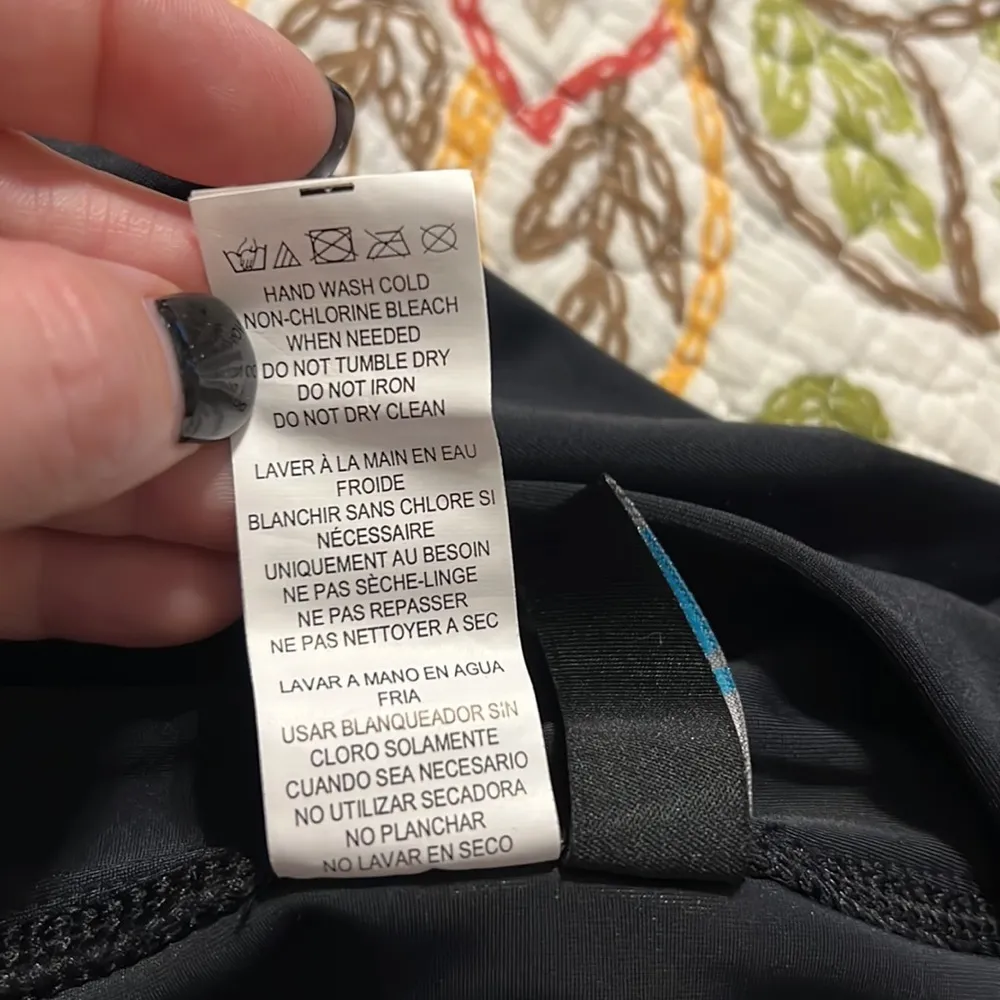 HAND WASH COLD
NON-CHLORINE BLEACH
WHEN NEEDED
DO NOT TUMBLE DRY
DO NOT IRON
DO NOT DRY CLEAN
LAVER À LA MAIN EN EAU
FROIDE
BLANCHIR SANS CHLORE SI
NÉCESSAIRE
UNIQUEMENT AU BESOIN
NE PAS SÈCHE-LINGE
NE PAS REPASSER
NE PAS NETTOYER A SEC
LAVAR A MANO EN AGUA
FRIA
USAR BLANQUEADOR SIN
CLORO SOLAMENTE
CUANDO SEA NECESARIO
NO UTILIZAR SECADORA
NO PLANCHAR
NO LAVAR EN SECO